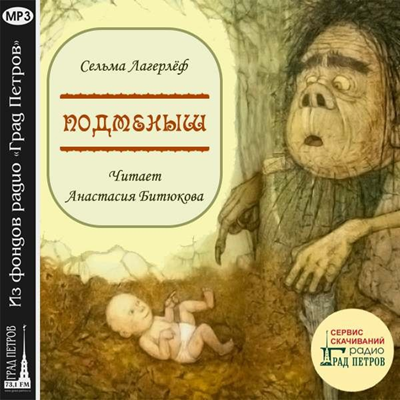 MP3
Из фондов радио «Град Петров»
ГРАД ПЕТРОВ
73,1 FM
Сельма Лагерлёф
ПОДМЕНЫШ
Читает
Анастасия Битюкова
СЕРВИС
СКАЧИВАНИЙ
радио
ГРАД ПЕТРОВ